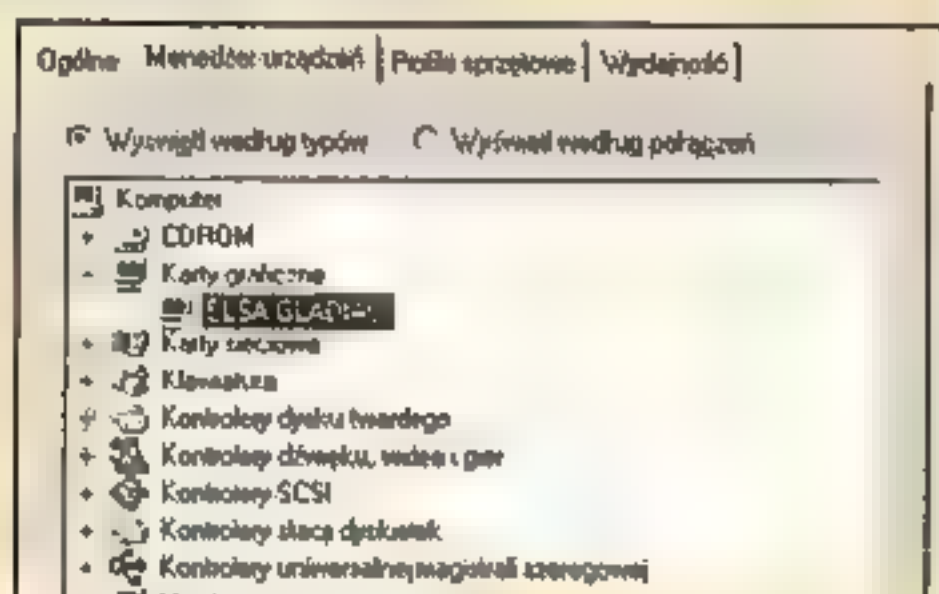 Ogólne Menedżer urządzeń Profile sprzętowe Wydajność
Wyświetl według typów Wyświetl według połączeń
Komputer
CDROM
Karty graficzne
ELSA GLADIAC
Karty sieciowe
Klawiatura
Kontrolery dysku twardego
Kontrolery dźwięku, wideo i gier
Kontrolery SCSI
Kontrolery stacji dyskietek
Kontrolery uniwersalnej magistrali szeregowej